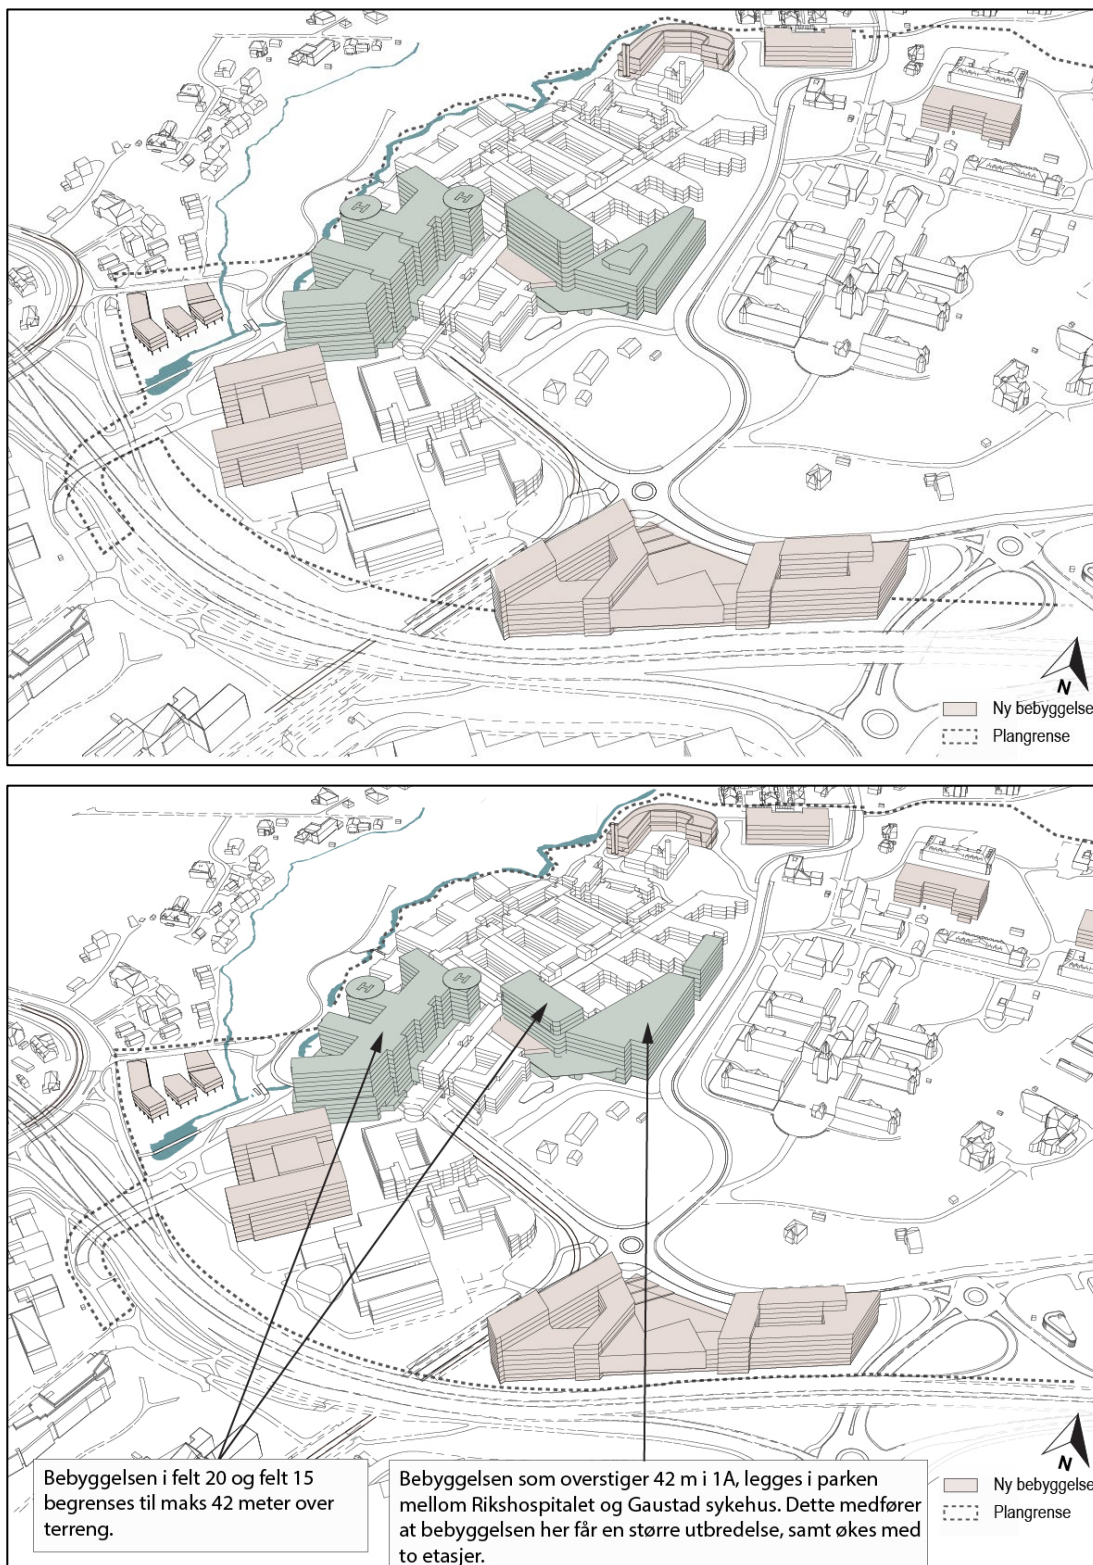 H
H
N
Ny bebyggelse
Plangrense
H
H
N
Ny bebyggelse
Plangrense
Bebyggelsen i felt 20 og felt 15
begrenses til maks 42 meter over
terreng.
Bebyggelsen som overstiger 42 m i 1A, legges i parken
mellom Rikshospitalet og Gaustad sykehus. Dette medfører
at bebyggelsen her får en større utbredelse, samt økes med
to etasjer.